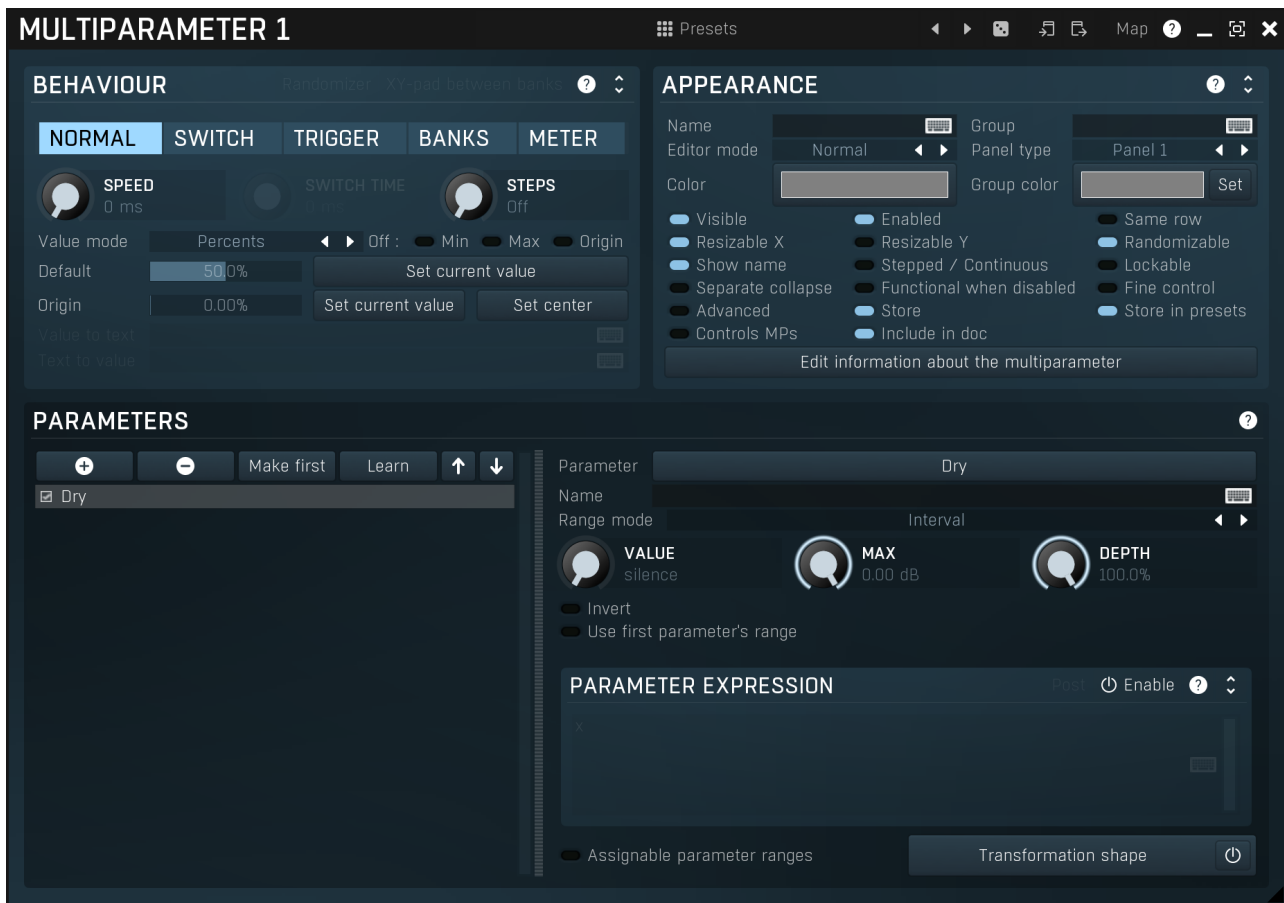 MULTIPARAMETER 1 Presets Map ?
BEHAVIOUR Randomizer XY-pad between banks ?
NORMAL SWITCH TRIGGER BANKS METER
SPEED
0 ms
SWITCH TIME
STEPS
Off
Value mode Percents Off : Min Max Origin
Default 50.0% Set current value
Origin 0.00% Set current value Set center
Value to text
Text to value
APPEARANCE ?
Name Group
Editor mode Normal Panel type Panel 1
Color Group color Set
Visible Enabled Same row
Resizable X Resizable Y Randomizable
Show name Stepped / Continuous Lockable
Separate collapse Functional when disabled Fine control
Advanced Store Store in presets
Controls MPs Include in doc
Edit information about the multiparameter
PARAMETERS ?
Make first Learn
Dry
Parameter Dry
Name
Range mode Interval
VALUE
silence
MAX
0.00 dB
DEPTH
100.0%
Invert
Use first parameter's range
PARAMETER EXPRESSION Post Enable ?
x
Assignable parameter ranges Transformation shape